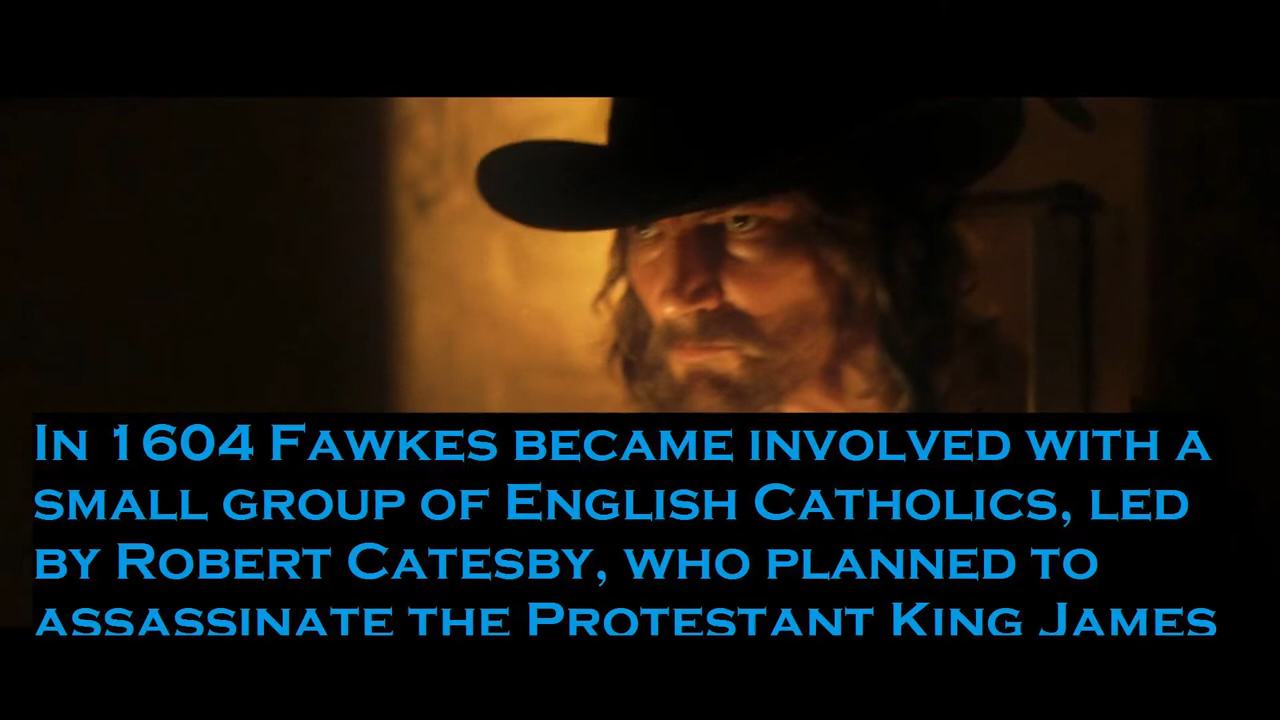 In 1604 Fawkes became involved with a
small group of English Catholics, led
by Robert Catesby, who planned to
assassinate the Protestant King James